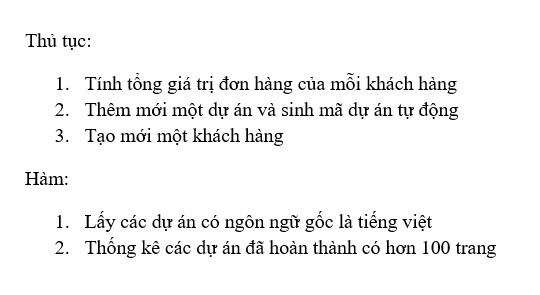 Thủ tục:
1. Tính tổng giá trị đơn hàng của mỗi khách hàng
2. Thêm mới một dự án và sinh mã dự án tự động
3. Tạo mới một khách hàng
Hàm:
1. Lấy các dự án có ngôn ngữ gốc là tiếng việt
2. Thống kê các dự án đã hoàn thành có hơn 100 trang